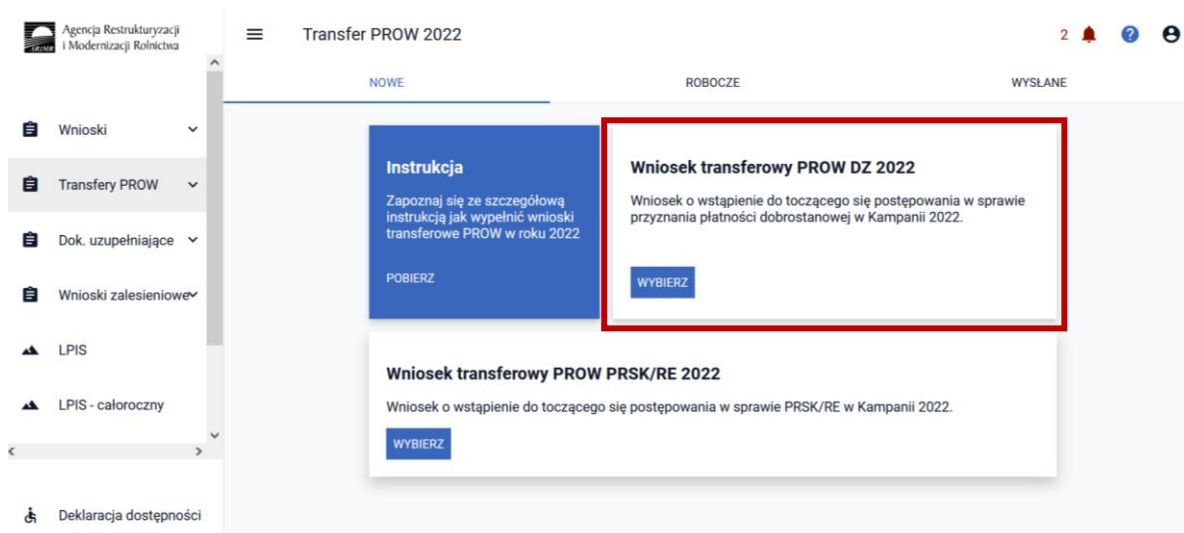 Agencja Restrukturyzacji
i Modernizacji Rolnictwa
ARiMR
Transfer PROW 2022
2
NOWE
ROBOCZE
WYSŁANE
Wnioski
Transfery PROW
Dok. uzupełniające
Wnioski zalesieniowe
LPIS
LPIS - całoroczny
Deklaracja dostępności
Instrukcja
Zapoznaj się ze szczegółową
instrukcją jak wypełnić wnioski
transferowe PROW w roku 2022
POBIERZ
Wniosek transferowy PROW DZ 2022
Wniosek o wstąpienie do toczącego się postępowania w sprawie
przyznania płatności dobrostanowej w Kampanii 2022.
WYBIERZ
Wniosek transferowy PROW PRSK/RE 2022
Wniosek o wstąpienie do toczącego się postępowania w sprawie PRSK/RE w Kampanii 2022.
WYBIERZ